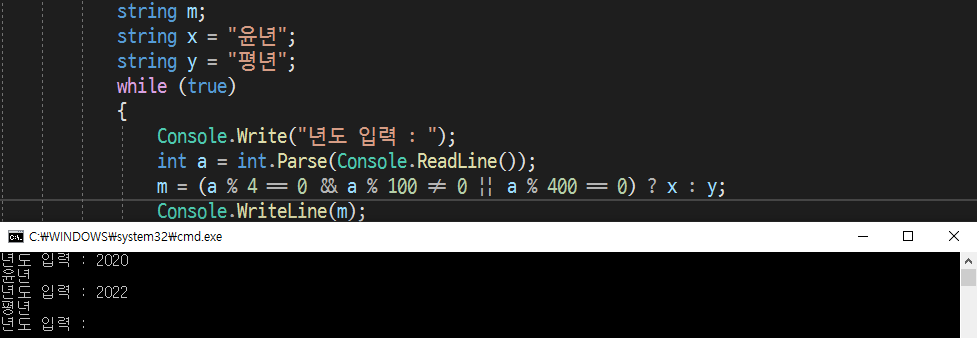 string m;
string x = "윤년";
string y = "평년";
while (true)
{
Console.Write("년도 입력 : ");
int a = int.Parse(Console.ReadLine());
m = (a % 4 == 0 && a % 100 != 0 || a % 400 == 0) ? x : y;
Console.WriteLine(m);
C:₩WINDOWS₩system32₩cmd.exe
년도 입력 : 2020
윤년
년도 입력 : 2022
평년
년도 입력 :